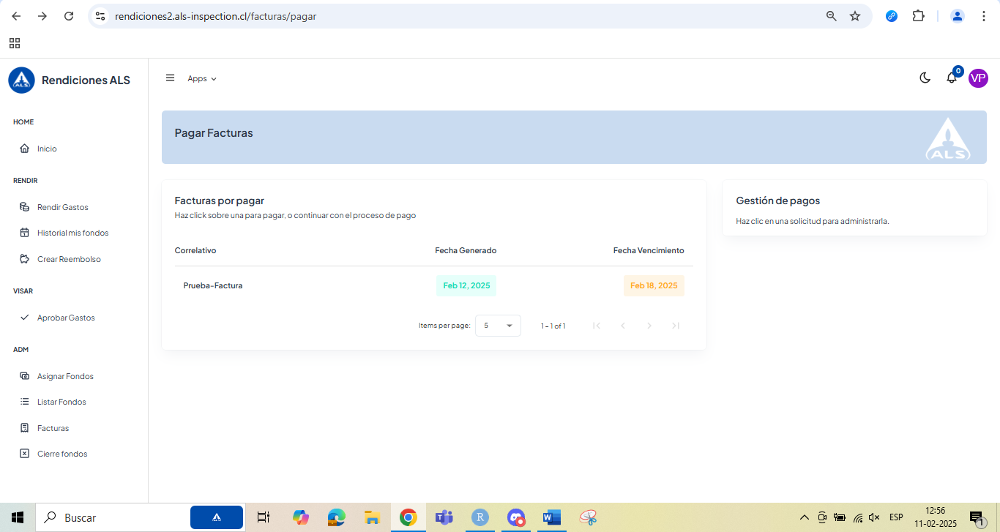 rendiciones2.als-inspection.cl/facturas/pagar
ALS
Rendiciones ALS
Apps
0
VP
HOME
Inicio
RENDIR
Rendir Gastos
Historial mis fondos
Crear Reembolso
VISAR
Aprobar Gastos
ADM
Asignar Fondos
Listar Fondos
Facturas
Cierre fondos
Pagar Facturas
ALS
Facturas por pagar
Haz click sobre una para pagar, o continuar con el proceso de pago
Correlativo Fecha Generado Fecha Vencimiento
Prueba-Factura Feb 12, 2025 Feb 18, 2025
Items per page: 5 1 – 1 of 1
Gestión de pagos
Haz clic en una solicitud para administrarla.
Buscar
R
W
ESP
12:56
11-02-2025
1